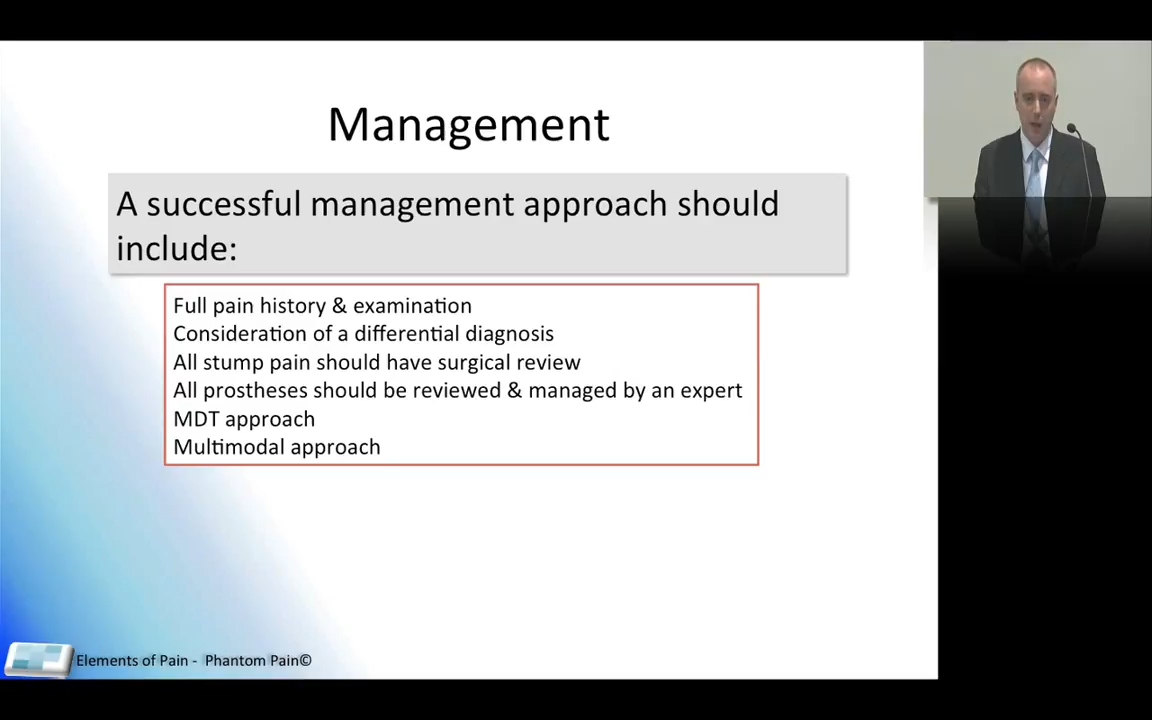 Management
A successful management approach should
include:
Full pain history & examination
Consideration of a differential diagnosis
All stump pain should have surgical review
All prostheses should be reviewed & managed by an expert
MDT approach
Multimodal approach
Elements of Pain - Phantom Pain©